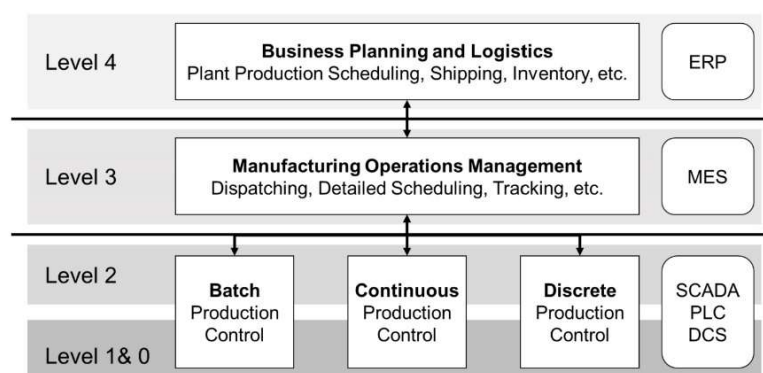 Level 4
Business Planning and Logistics
Plant Production Scheduling, Shipping, Inventory, etc.
ERP
Level 3
Manufacturing Operations Management
Dispatching, Detailed Scheduling, Tracking, etc.
MES
Level 2
Batch
Production
Control
Continuous
Production
Control
Discrete
Production
Control
SCADA
PLC
DCS
Level 1& 0